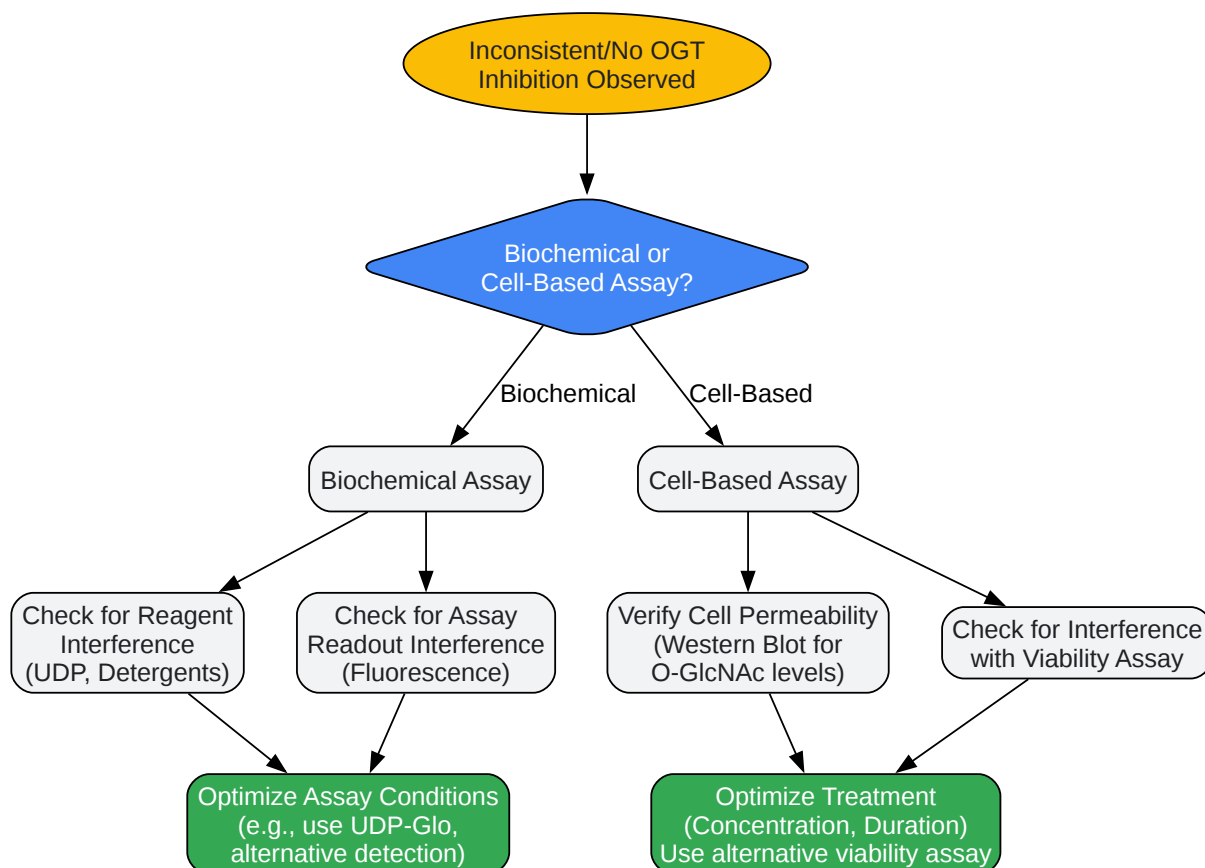 Inconsistent/No OGT
Inhibition Observed
Biochemical or
Cell-Based Assay?
Biochemical
Cell-Based
Biochemical Assay
Cell-Based Assay
Check for Reagent
Interference
(UDP, Detergents)
Check for Assay
Readout Interference
(Fluorescence)
Verify Cell Permeability
(Western Blot for
O-GlcNAc levels)
Check for Interference
with Viability Assay
Optimize Assay Conditions
(e.g., use UDP-Glo,
alternative detection)
Optimize Treatment
(Concentration, Duration)
Use alternative viability assay